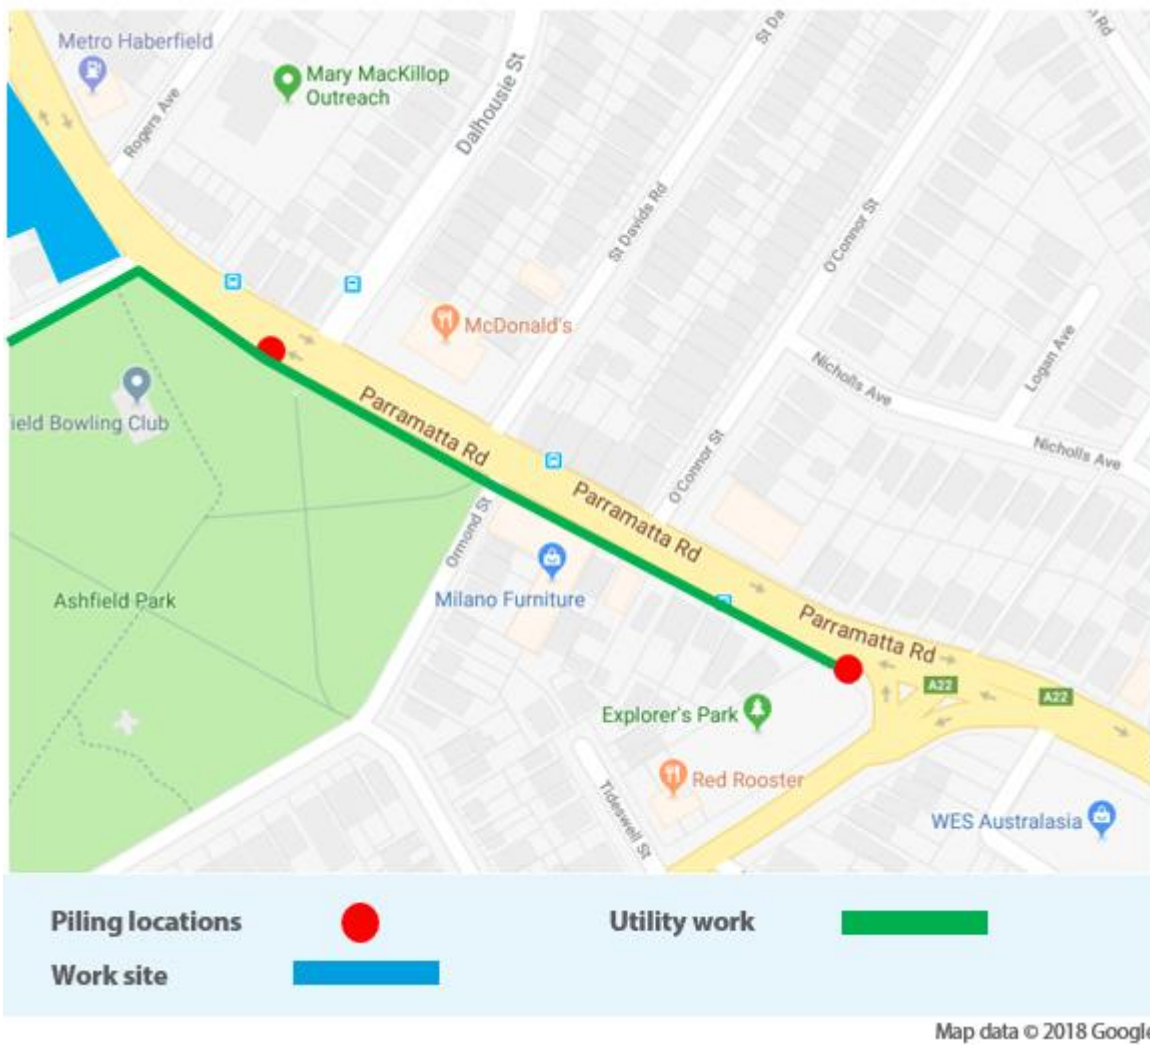 Metro Haberfield
Mary MacKillop
Outreach
Rogers Ave
Dalhousie St
St Da
n Rd
St Davids Rd
O'Connor St
McDonald's
Logan Ave
Nicholls Ave
Nicholls Ave
ield Bowling Club
Parramatta Rd
O'Connor St
Parramatta Rd
Ormond St
Ashfield Park
Milano Furniture
Parramatta Rd
A22
A22
Explorer's Park
Red Rooster
Tideswell St
WES Australasia
Piling locations
Utility work
Work site
Map data © 2018 Google